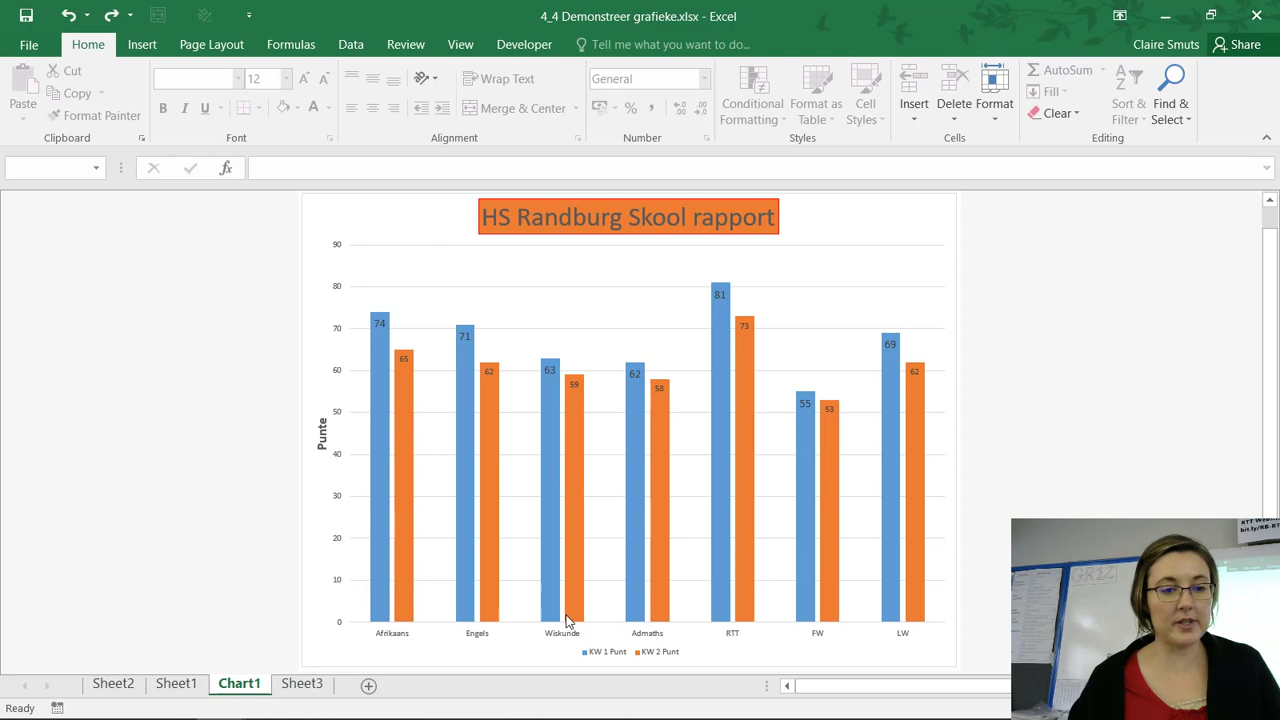 4_4 Demonstreer grafieke.xlsx - Excel
File Home Insert Page Layout Formulas Data Review View Developer Tell me what you want to do... Claire Smuts Share
Paste Cut Copy Format Painter Clipboard
12 B I U A A A Font
Wrap Text Merge & Center Alignment
General % , Number
Conditional Formatting Format as Table Cell Styles Styles
Insert Delete Format Cells
AutoSum Fill Clear Sort & Filter Find & Select Editing
fx
HS Randburg Skool rapport
90
80
70
60
50
40
30
20
10
0
Punte
74 65 71 62 63 59 62 58 81 73 55 53 69 62
Afrikaans Engels Wiskunde Admaths RTT FW LW
KW 1 Punt KW 2 Punt
GR12
Sheet2 Sheet1 Chart1 Sheet3
Ready